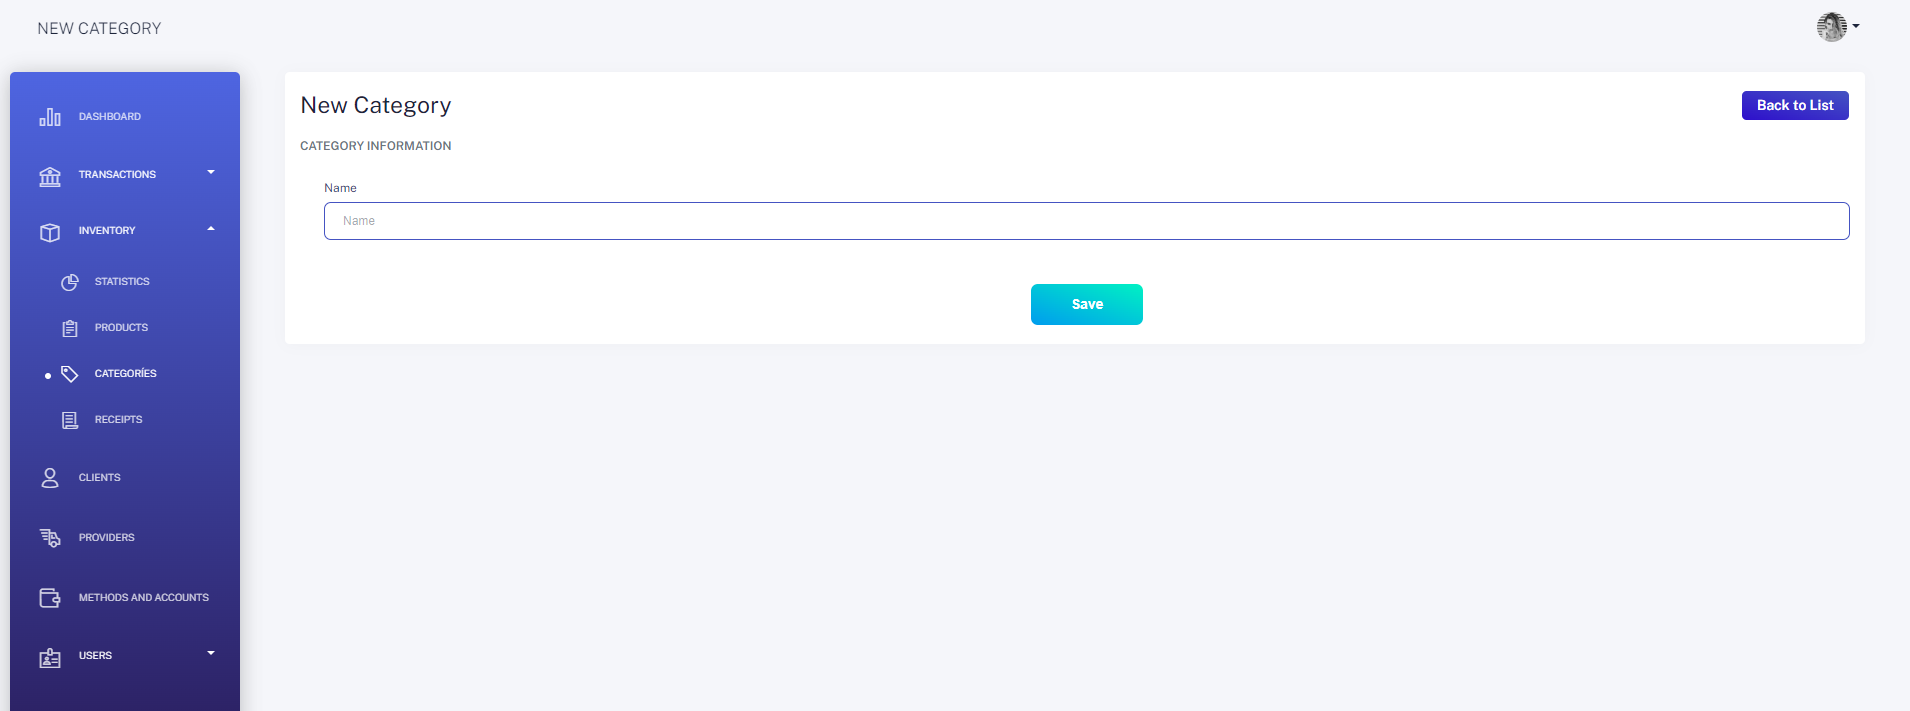 NEW CATEGORY
DASHBOARD
TRANSACTIONS
INVENTORY
STATISTICS
PRODUCTS
CATEGORÍES
RECEIPTS
CLIENTS
PROVIDERS
METHODS AND ACCOUNTS
USERS
New Category
Back to List
CATEGORY INFORMATION
Name
Name
Save